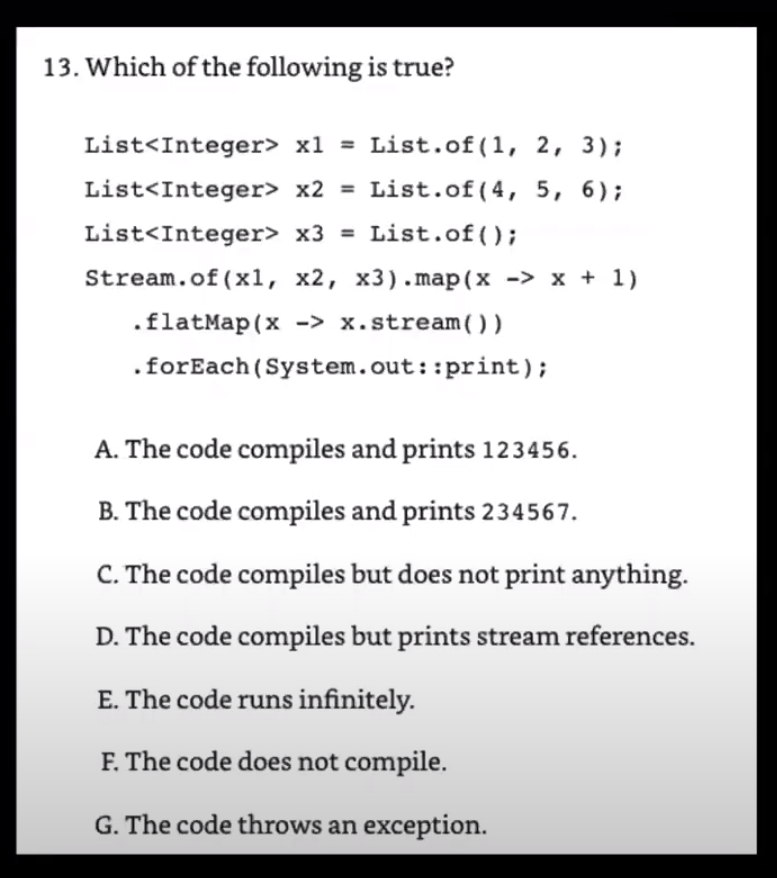 13. Which of the following is true?
List<Integer> x1 = List.of(1, 2, 3);
List<Integer> x2 = List.of(4, 5, 6);
List<Integer> x3 = List.of();
Stream.of(x1, x2, x3).map(x -> x + 1)
.flatMap(x -> x.stream())
.forEach(System.out::print);
A. The code compiles and prints 123456.
B. The code compiles and prints 234567.
C. The code compiles but does not print anything.
D. The code compiles but prints stream references.
E. The code runs infinitely.
F. The code does not compile.
G. The code throws an exception.